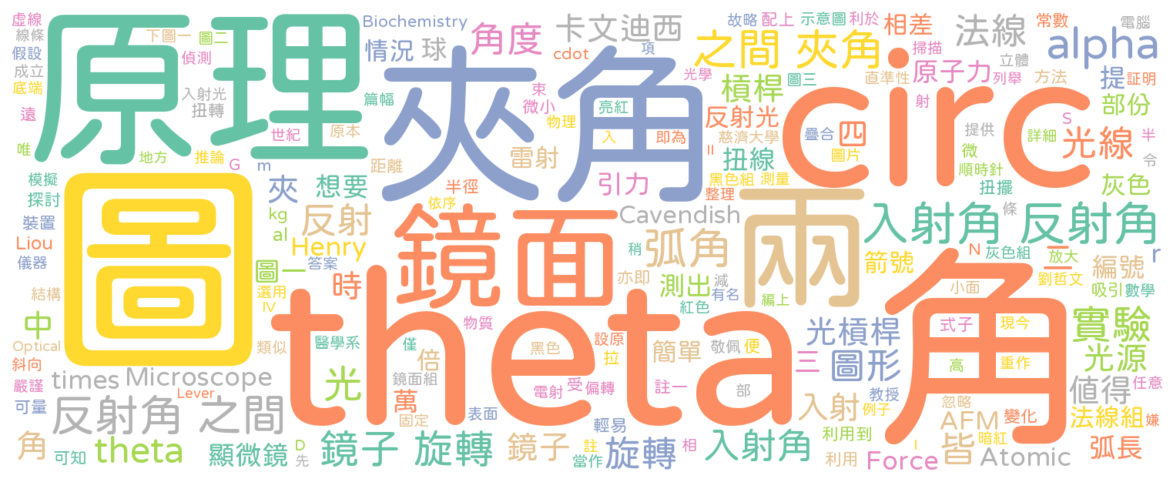 虛線 下圖一 圖二 原理 Biochemistry 故略 配上 示意圖 利於 常數 電腦
線條 卡文迪西 相差 法線
假設 偵測 情況 球 角度 cdot 項 之間 夾角 掃描 立體 alpha
成立 光學 直準性 原子力 列舉 方法 提 証明
底端 入射光 扭轉 篇幅 束 微小 圖三 槓桿 射 部份
遠 世紀 原本 夾角 物理 亮紅 反射光 circ S
唯 地方 推論 G m 距離 雷射 入 即為 慈濟大學 疊合 四 提供 詳細 光線 半
模擬 圖 夾 想要 半徑 引力 II 扭線 圖片 微 順時針 令
探討 kg 依序 黑色組 測量 扭擺 灰色
裝置 al 反射 鏡面 Cavendish 整理 兩 入射角 反射角 條
Liou Henry 弧角 稍 箭號 N 灰色組 二 放大 r
儀器 圖一 答案 時 亦即 測出 減 有名 編上 小面 編號 劉哲文
結構 選用 theta 吸引 數學
中 IV 物質 設原 紅色 光槓桿 式子 現今 角 實驗
Optical 類似 醫學系 僅 黑色 拉 簡單 敬佩 便 三 圖形 高 重作 光源
斜向 times Microscope 倍 電射 受 偏轉 註一 部 教授 值得
嚴謹 Lever 光 萬 鏡面組 入射 例子 忽略
可量 反射角 之間 固定 表面 輕易 利用到 AFM 變化 任意
角 可知 theta 顯微鏡 D 先 鏡子 旋轉 鏡子 註 當作 旋轉 相 入射角 利用 I 皆 暗紅 法線組 嫌
Force Atomic 弧長